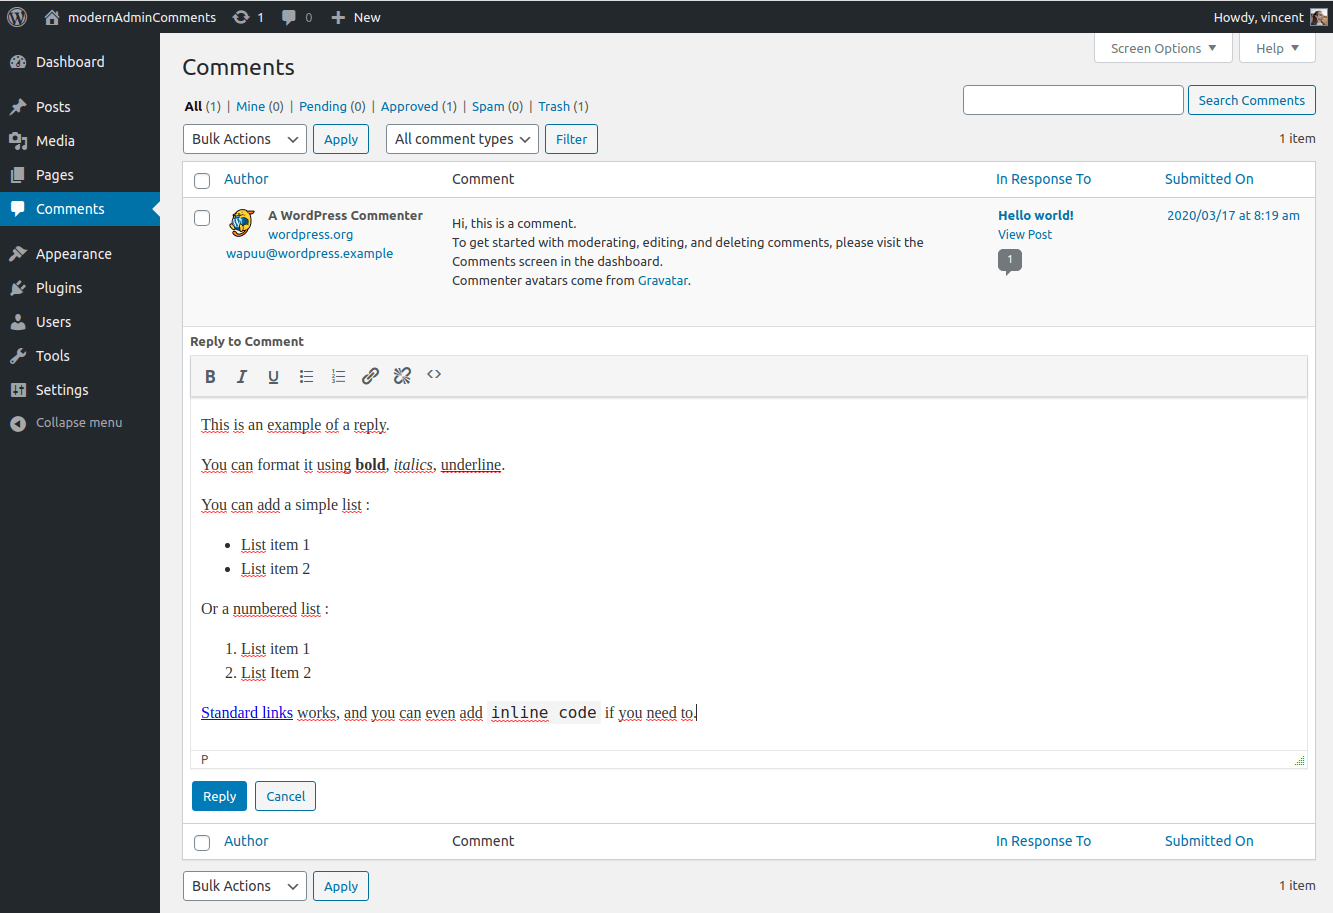 modernAdminComments 1 0 New Howdy, vincent
Dashboard
Posts
Media
Pages
Comments
Appearance
Plugins
Users
Tools
Settings
Collapse menu
Screen Options Help
Comments
All (1) | Mine (0) | Pending (0) | Approved (1) | Spam (0) | Trash (1)
Search Comments
Bulk Actions Apply All comment types Filter 1 item
Author Comment In Response To Submitted On
A WordPress Commenter
wordpress.org
wapuu@wordpress.example
Hi, this is a comment.
To get started with moderating, editing, and deleting comments, please visit the
Comments screen in the dashboard.
Commenter avatars come from Gravatar.
Hello world!
View Post
1
2020/03/17 at 8:19 am
Reply to Comment
B I U
This is an example of a reply.
You can format it using bold, italics, underline.
You can add a simple list :
• List item 1
• List item 2
Or a numbered list :
1. List item 1
2. List Item 2
Standard links works, and you can even add inline code if you need to.
P
Reply Cancel
Author Comment In Response To Submitted On
Bulk Actions Apply 1 item